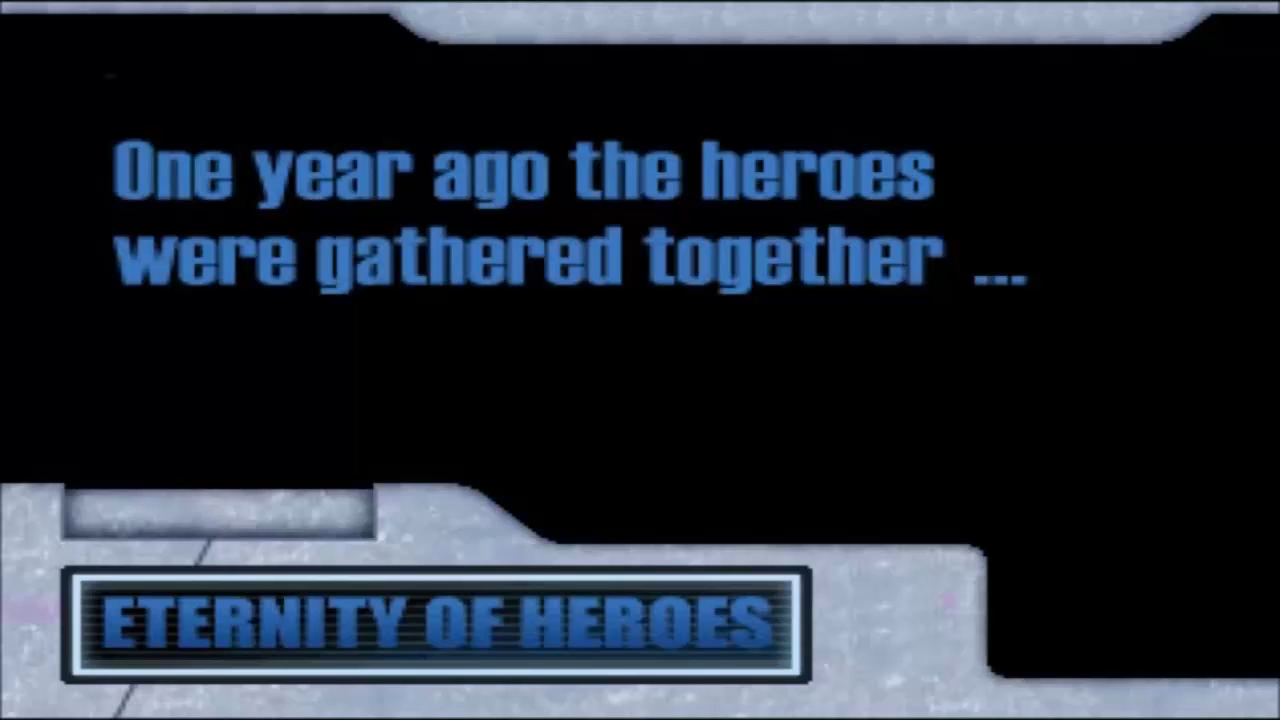 One year ago the heroes
were gathered together ...
ETERNITY OF HEROES